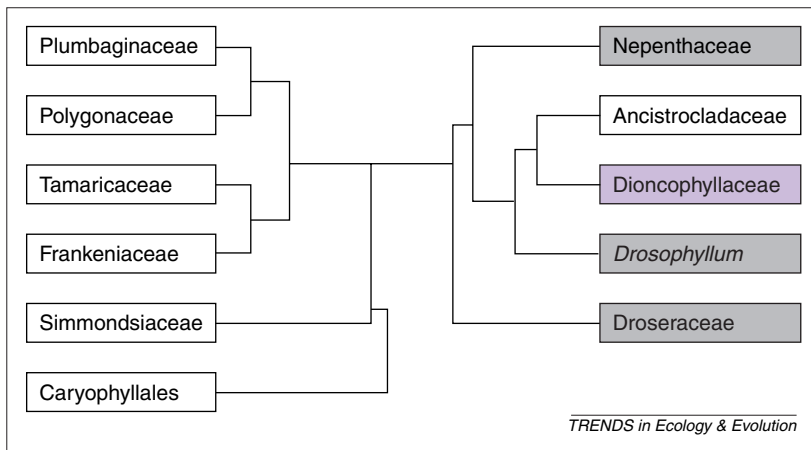 Plumbaginaceae
Polygonaceae
Tamaricaceae
Frankeniaceae
Simmondsiaceae
Caryophyllales
Nepenthaceae
Ancistrocladaceae
Dioncophyllaceae
Drosophyllum
Droseraceae
TRENDS in Ecology & Evolution